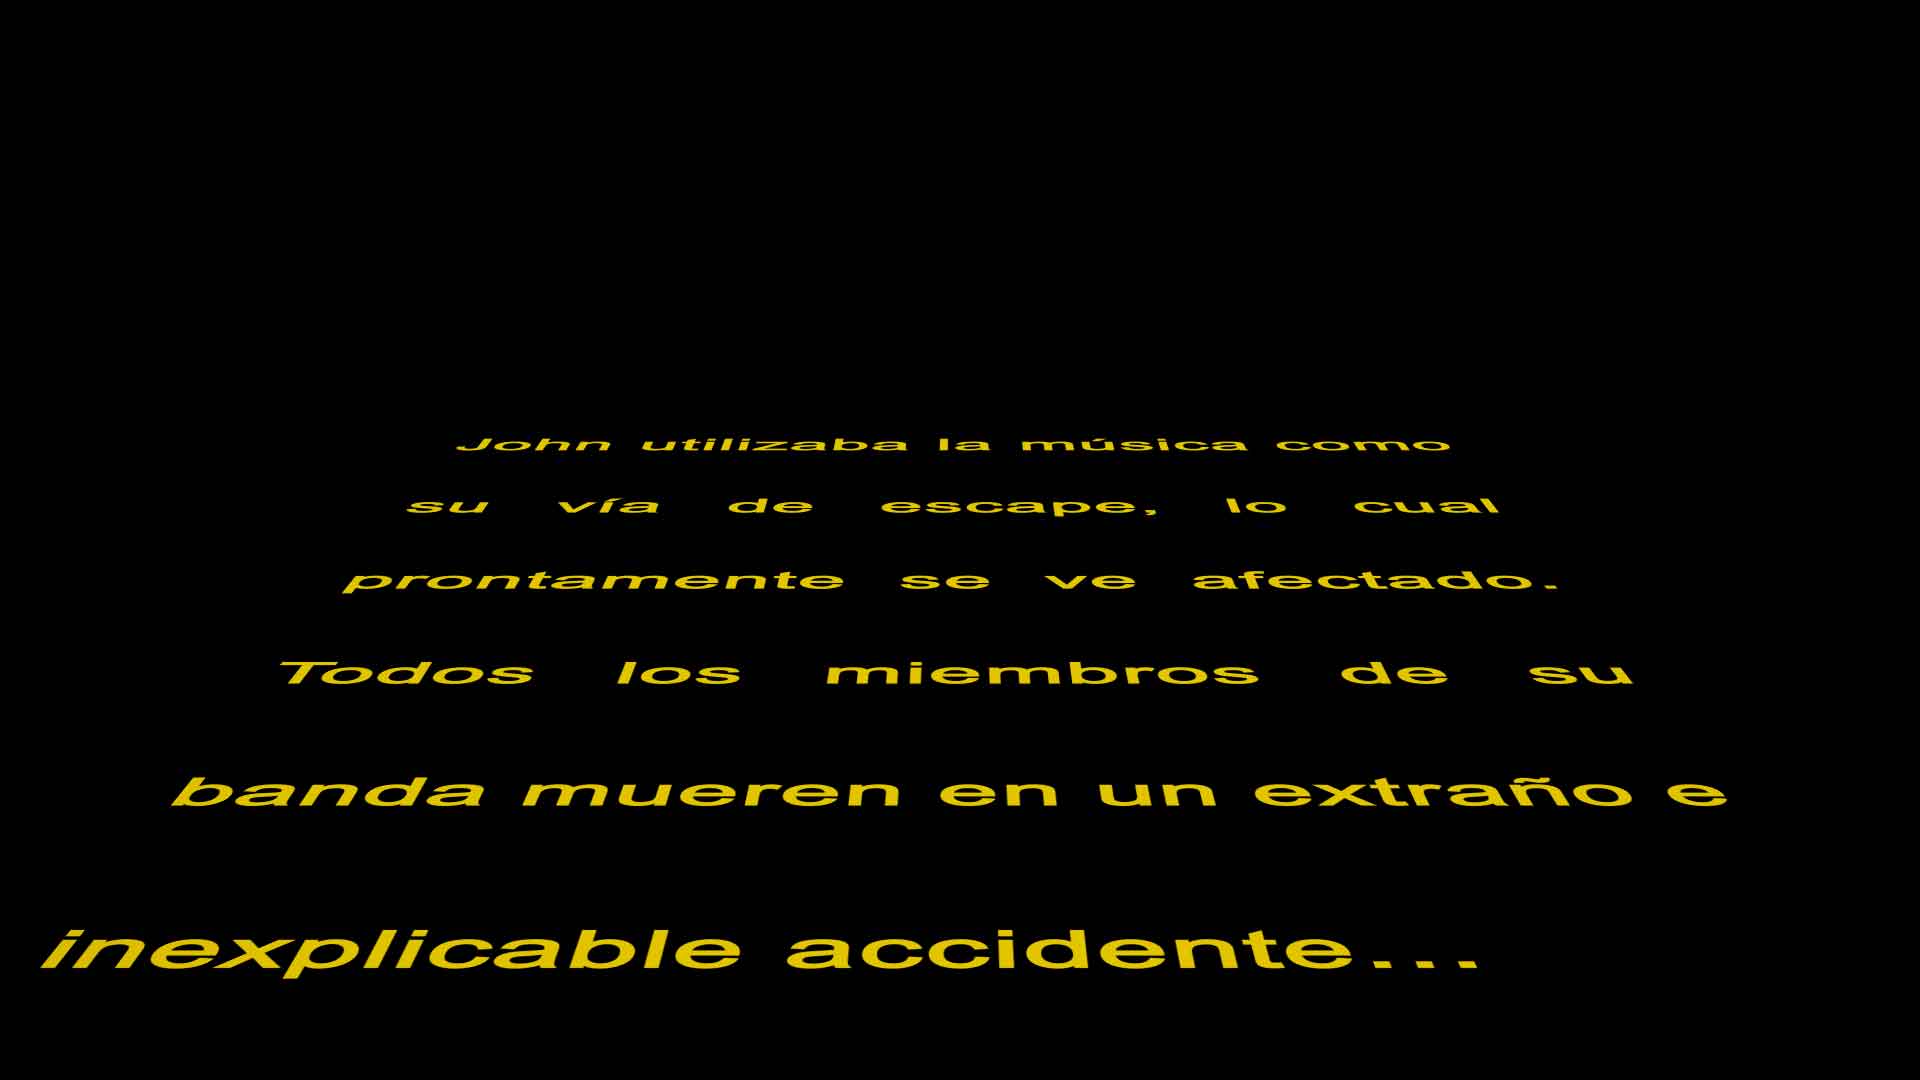 John utilizaba la música como
su vía de escape, lo cual
prontamente se ve afectado.
Todos los miembros de su
banda mueren en un extraño e
inexplicable accidente...